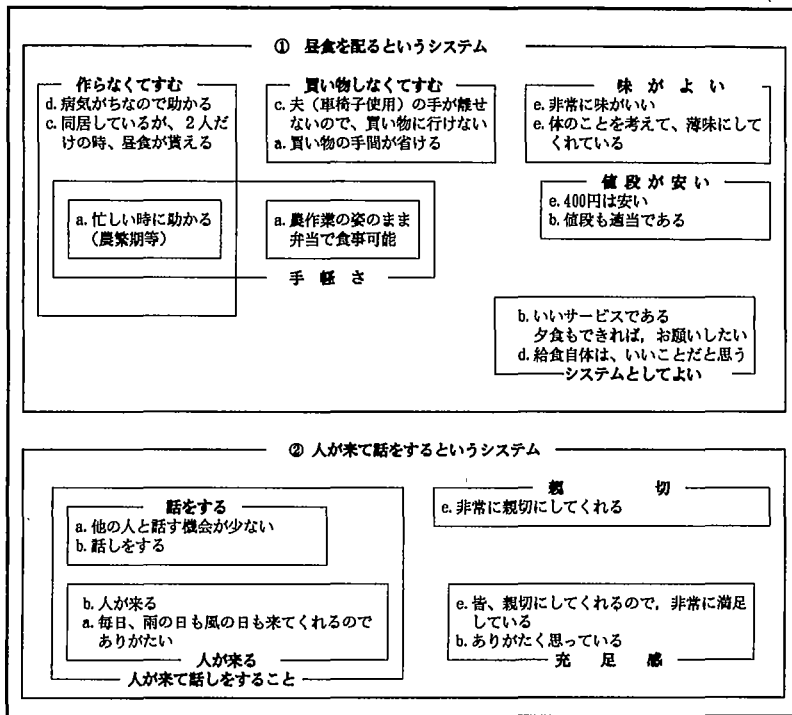 ① 昼食を配るというシステム
作らなくてすむ
d. 病気がちなので助かる
c. 同居しているが、2人だ
けの時、昼食が貰える
買い物しなくてすむ
c. 夫（車椅子使用）の手が離せ
ないので、買い物に行けない
a. 買い物の手間が省ける
味がよい
e. 非常に味がいい
e. 体のことを考えて、薄味にして
くれている
値段が安い
e. 400円は安い
b. 値段も適当である
a. 忙しい時に助かる
（農繁期等）
a. 農作業の姿のまま
弁当で食事可能
手軽さ
b. いいサービスである
夕食もできれば，お願いしたい
d. 給食自体は、いいことだと思う
システムとしてよい
② 人が来て話をするというシステム
話をする
a. 他の人と話す機会が少ない
b. 話しをする
親切
e. 非常に親切にしてくれる
b. 人が来る
a. 毎日、雨の日も風の日も来てくれるので
ありがたい
人が来る
人が来て話しをすること
e. 皆、親切にしてくれるので，非常に満足
している
b. ありがたく思っている
充足感